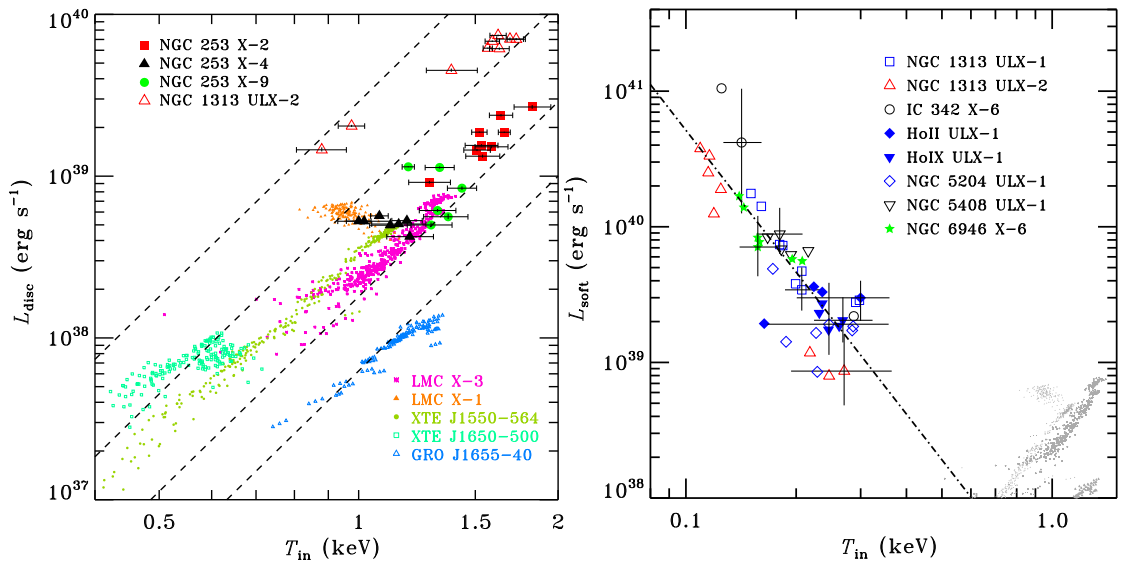 10^40
10^39
10^38
10^37
L_disc (erg s^−1)
NGC 253 X−2
NGC 253 X−4
NGC 253 X−9
NGC 1313 ULX−2
LMC X−3
LMC X−1
XTE J1550−564
XTE J1650−500
GRO J1655−40
0.5 1 1.5 2
T_in (keV)
10^41
10^40
10^39
10^38
L_soft (erg s^−1)
NGC 1313 ULX−1
NGC 1313 ULX−2
IC 342 X−6
HoII ULX−1
HoIX ULX−1
NGC 5204 ULX−1
NGC 5408 ULX−1
NGC 6946 X−6
0.1 0.2 1.0
T_in (keV)